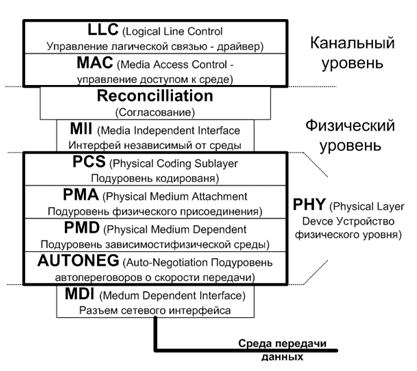 LLC (Logical Line Control
Управление лагической связью - драйвер)
MAC (Media Access Control -
управление доступом к среде)
Канальный
уровень
Reconcilliation
(Согласование)
MII (Media Independent Interface
Интерфей независимый от среды
Физический
уровень
PCS (Physical Coding Sublayer
Подуровень кодированя)
PMA (Physical Medium Attachment
Подуровень физического присоединения)
PMD (Physical Medium Dependent
Подуровень зависимостифизической среды)
AUTONEG (Auto-Negotiation Подуровень
автопереговоров о скорости передачи)
PHY (Physical Layer
Devce Устройство
физического уровня)
MDI (Medum Dependent Interface)
Разъем сетевого интерфейса
Среда передачи
данных